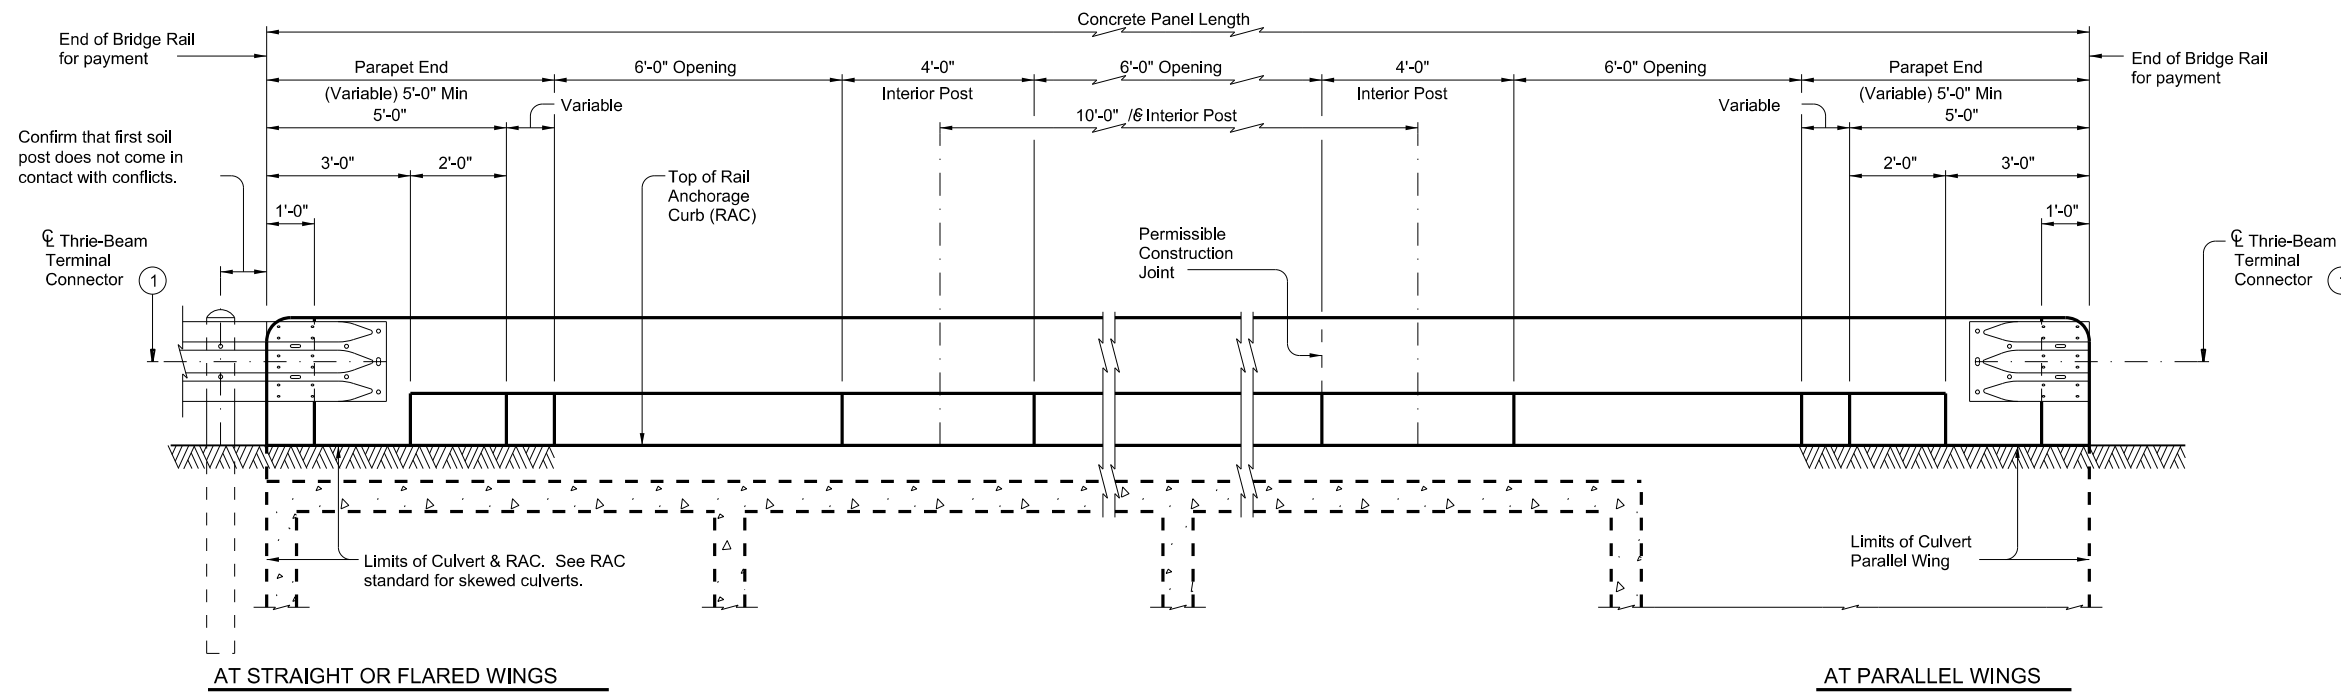 Concrete Panel Length
End of Bridge Rail
for payment
End of Bridge Rail
for payment
Parapet End
(Variable) 5'-0" Min
6'-0" Opening
4'-0"
Interior Post
6'-0" Opening
4'-0"
Interior Post
6'-0" Opening
Parapet End
(Variable) 5'-0" Min
5'-0"
Variable
10'-0" /℄ Interior Post
Variable
5'-0"
Confirm that first soil
post does not come in
contact with conflicts.
3'-0"
2'-0"
Top of Rail
Anchorage
Curb (RAC)
2'-0"
3'-0"
1'-0"
1'-0"
℄ Thrie-Beam
Terminal
Connector 1
Permissible
Construction
Joint
℄ Thrie-Beam
Terminal
Connector
Limits of Culvert & RAC. See RAC
standard for skewed culverts.
Limits of Culvert
Parallel Wing
AT STRAIGHT OR FLARED WINGS
AT PARALLEL WINGS